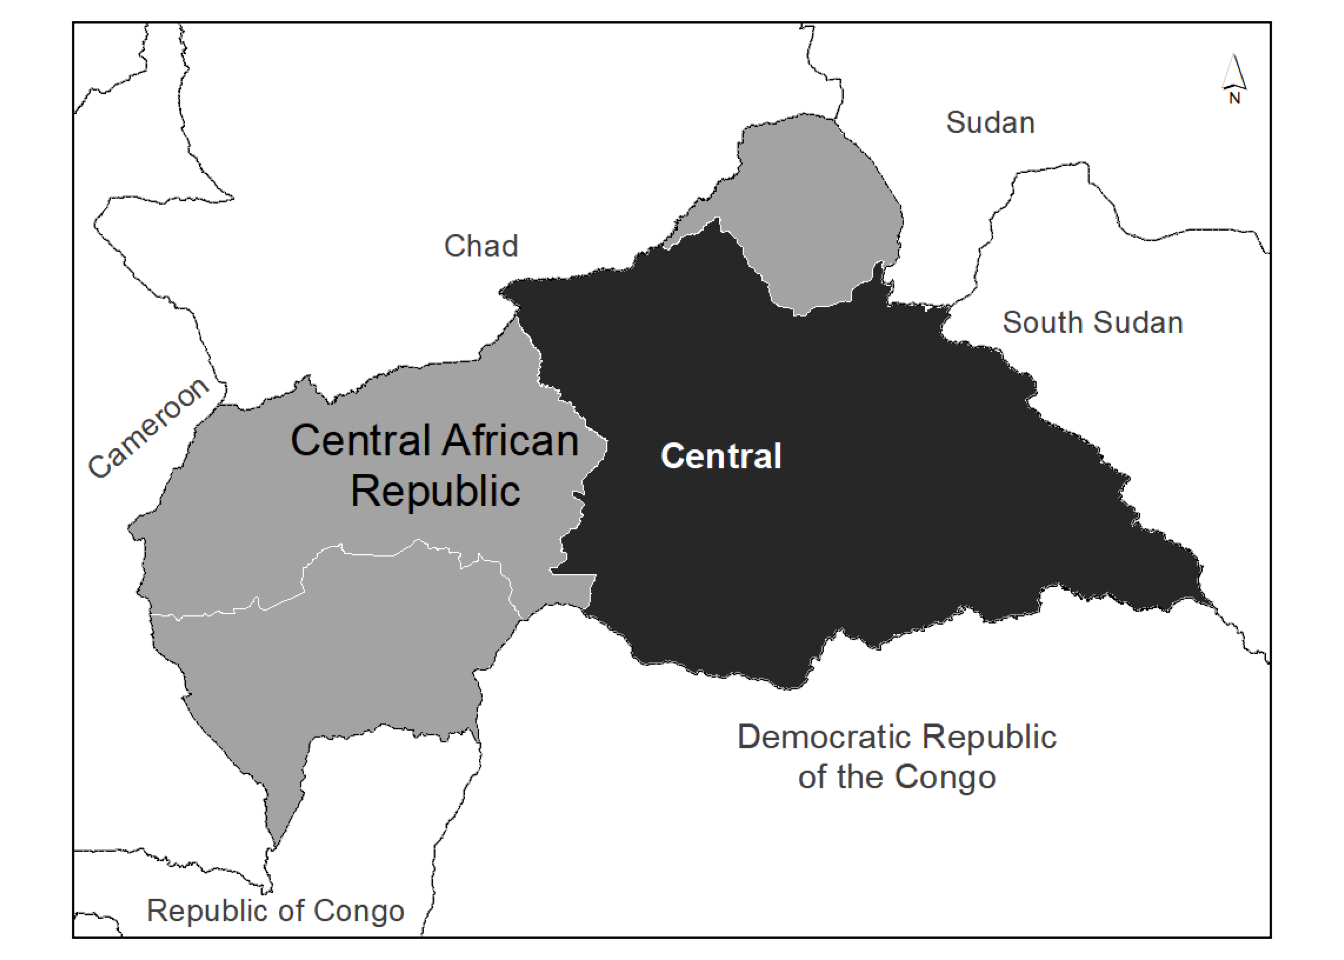 N
Sudan
Chad
South Sudan
Cameroon
Central African
Republic
Central
Democratic Republic
of the Congo
Republic of Congo